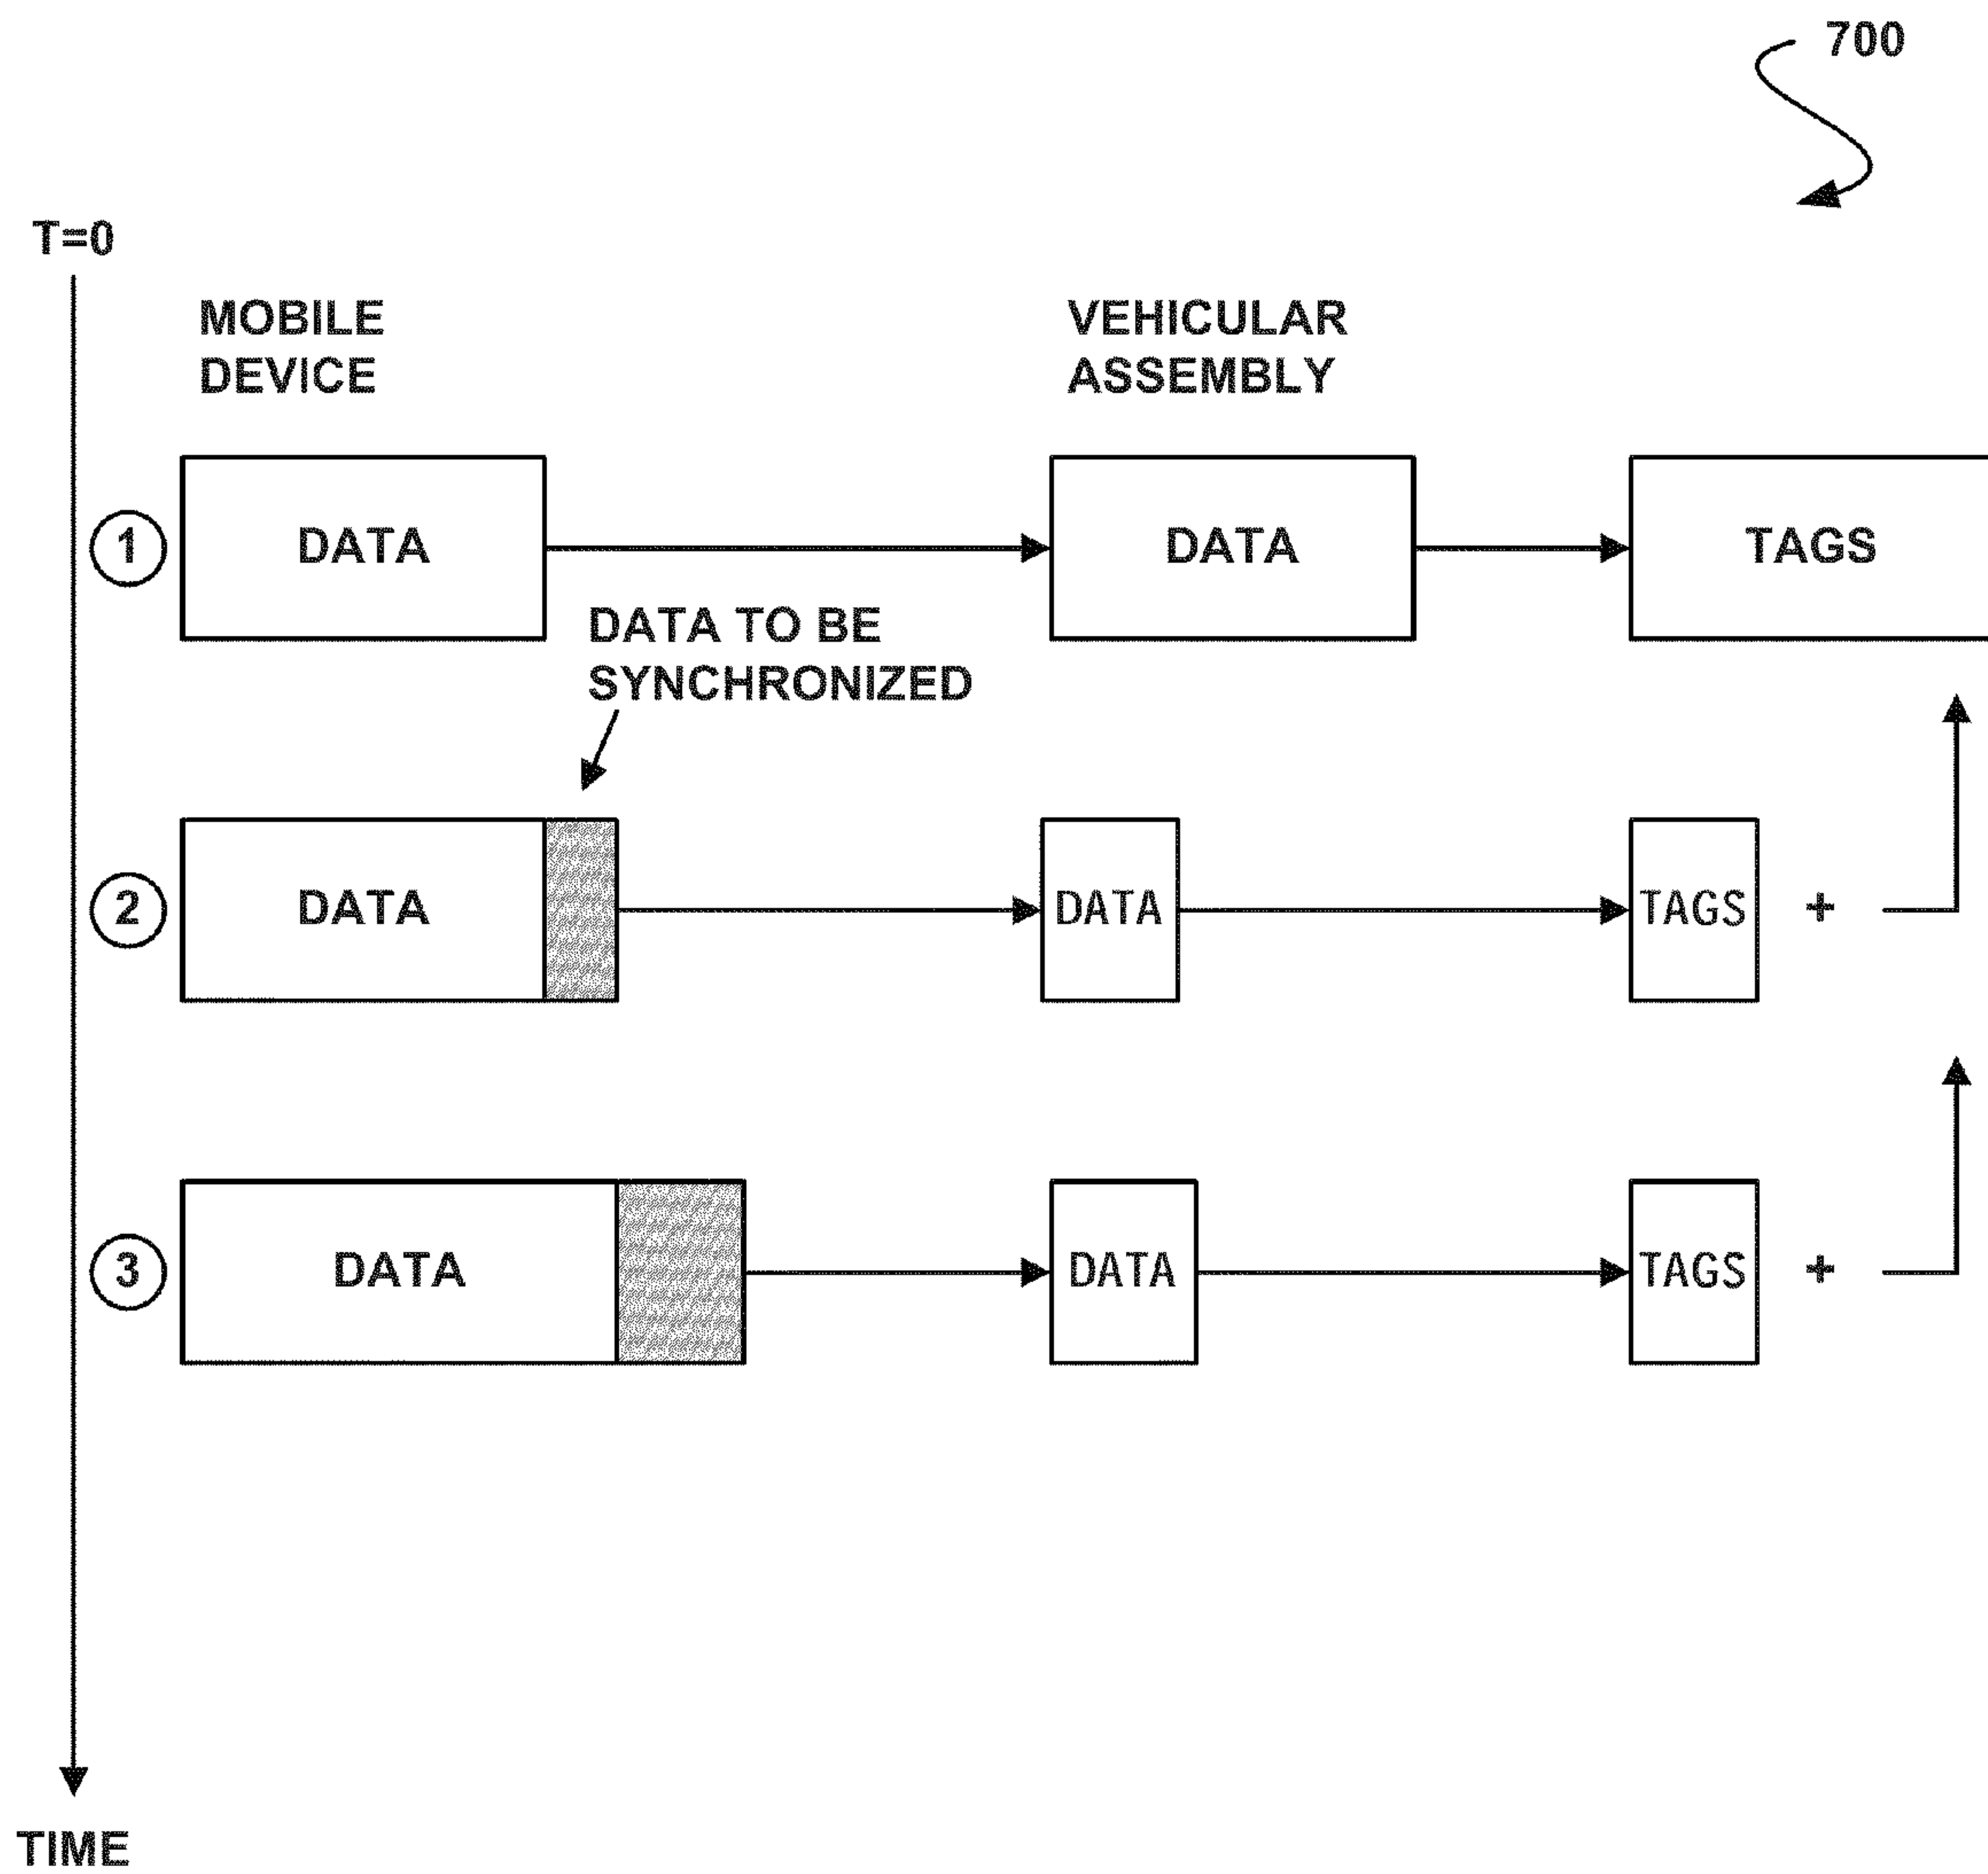 700
T=0
MOBILE
DEVICE
VEHICULAR
ASSEMBLY
1
DATA
DATA
TAGS
DATA TO BE
SYNCHRONIZED
2
DATA
DATA
TAGS
+
3
DATA
DATA
TAGS
+
TIME